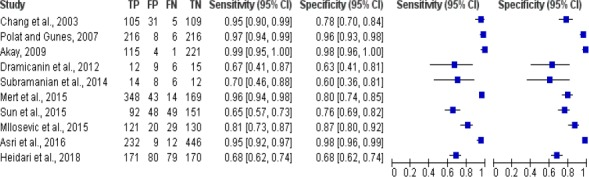 Study TP FP FN TN Sensitivity (95% CI) Specificity (95% CI) Sensitivity (95% CI) Specificity (95% CI)
Chang et al., 2003 105 31 5 109 0.95 [0.90, 0.99] 0.78 [0.70, 0.84]
Polat and Gunes, 2007 216 8 6 216 0.97 [0.94, 0.99] 0.96 [0.93, 0.98]
Akay, 2009 115 4 1 221 0.99 [0.95, 1.00] 0.98 [0.96, 1.00]
Dramicanin et al., 2012 12 9 6 15 0.67 [0.41, 0.87] 0.63 [0.41, 0.81]
Subramanian et al., 2014 14 8 6 12 0.70 [0.46, 0.88] 0.60 [0.36, 0.81]
Mert et al., 2015 348 43 14 169 0.96 [0.94, 0.98] 0.80 [0.74, 0.85]
Sun et al., 2015 92 48 49 151 0.65 [0.57, 0.73] 0.76 [0.69, 0.82]
MIlosevic et al., 2015 121 20 29 130 0.81 [0.73, 0.87] 0.87 [0.80, 0.92]
Asri et al., 2016 232 9 12 446 0.95 [0.92, 0.97] 0.98 [0.96, 0.99]
Heidari et al., 2018 171 80 79 170 0.68 [0.62, 0.74] 0.68 [0.62, 0.74]
0 0.2 0.4 0.6 0.8 1 0 0.2 0.4 0.6 0.8 1